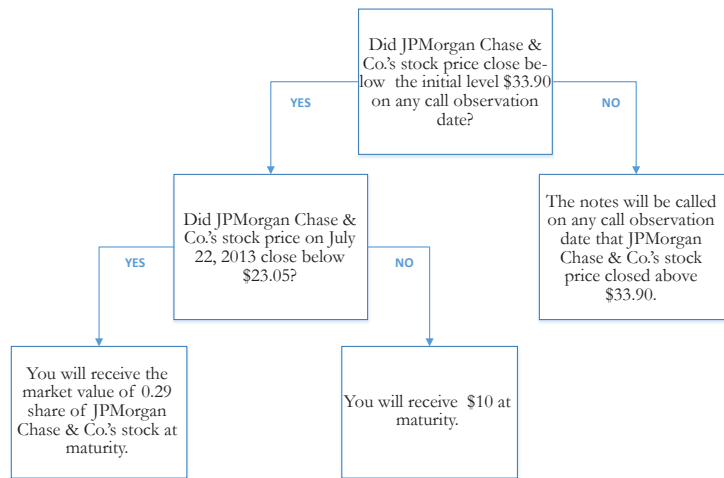 Did JPMorgan Chase &
Co.'s stock price close be-
low the initial level $33.90
on any call observation
date?
YES
NO
Did JPMorgan Chase &
Co.'s stock price on July
22, 2013 close below
$23.05?
The notes will be called
on any call observation
date that JPMorgan
Chase & Co.'s stock
price closed above
$33.90.
YES
NO
You will receive the
market value of 0.29
share of JPMorgan
Chase & Co.'s stock at
maturity.
You will receive $10 at
maturity.